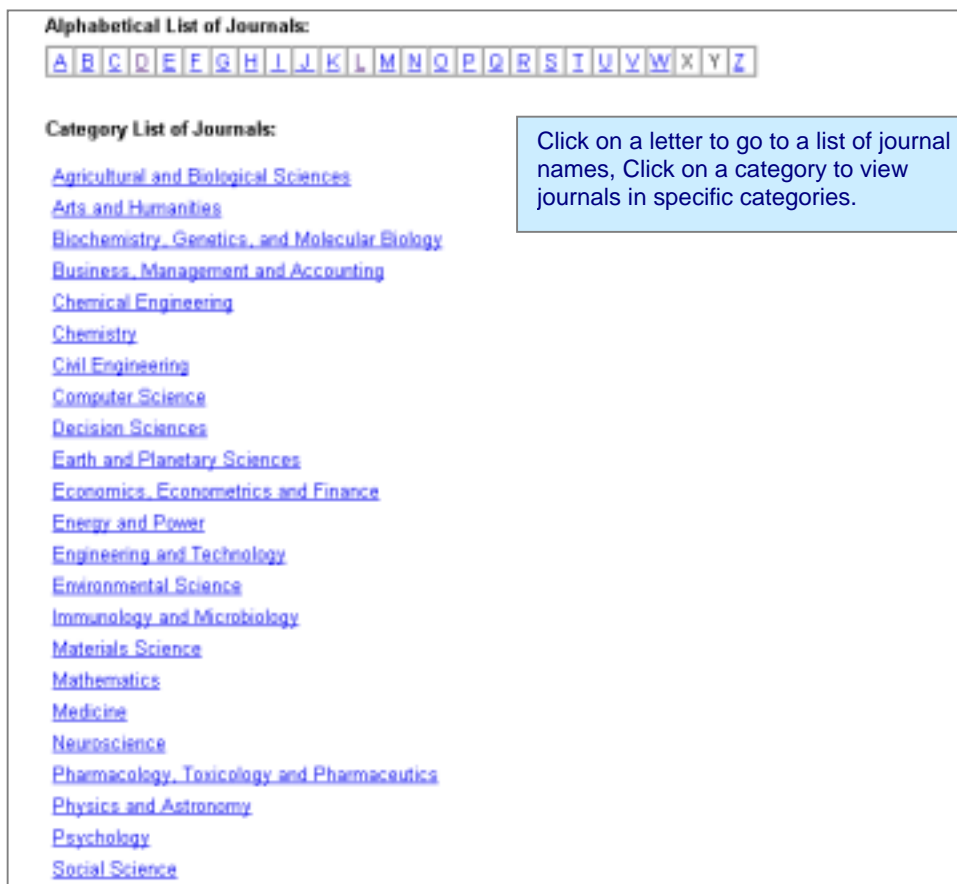 Alphabetical List of Journals:
A B C D E F G H I J K L M N O P Q R S T U V W X Y Z
Category List of Journals:
Click on a letter to go to a list of journal
names, Click on a category to view
journals in specific categories.
Agricultural and Biological Sciences
Arts and Humanities
Biochemistry, Genetics, and Molecular Biology
Business, Management and Accounting
Chemical Engineering
Chemistry
Civil Engineering
Computer Science
Decision Sciences
Earth and Planetary Sciences
Economics, Econometrics and Finance
Energy and Power
Engineering and Technology
Environmental Science
Immunology and Microbiology
Materials Science
Mathematics
Medicine
Neuroscience
Pharmacology, Toxicology and Pharmaceutics
Physics and Astronomy
Psychology
Social Science